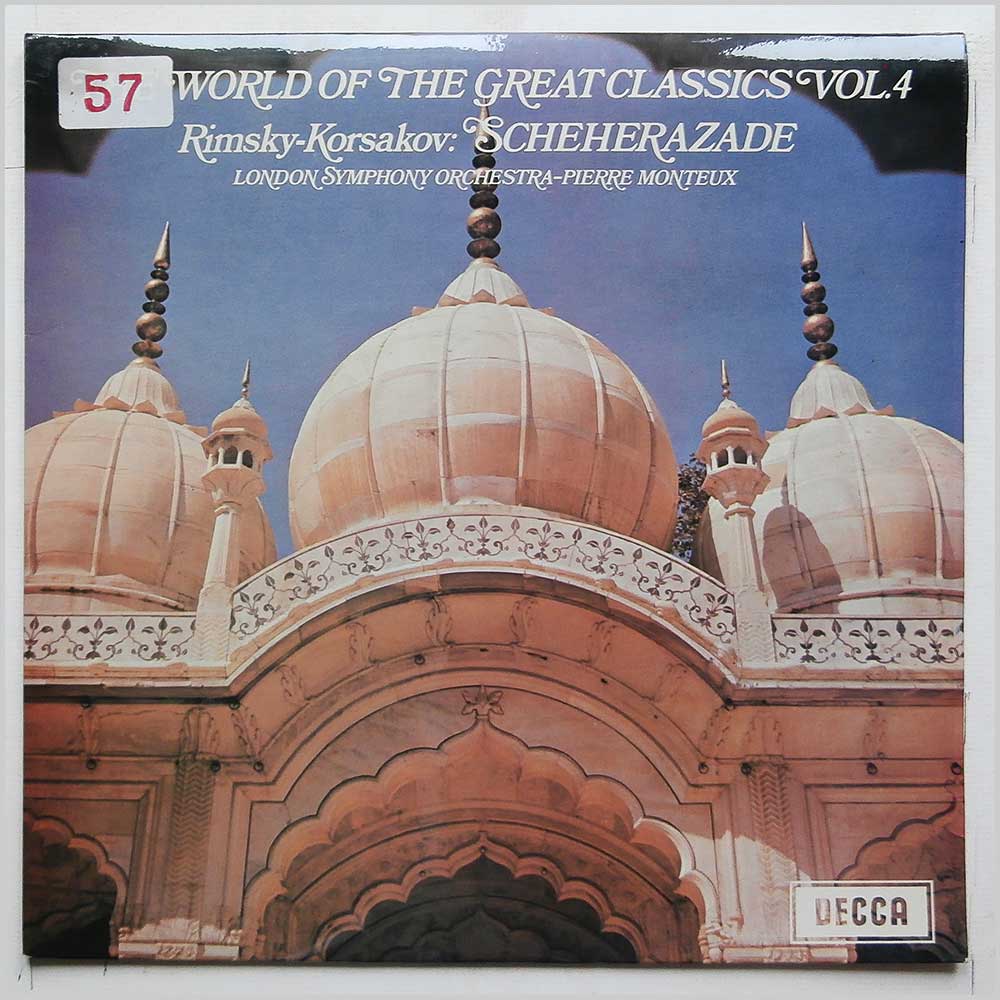 57
WORLD OF THE GREAT CLASSICS VOL.4
Rimsky-Korsakov: SCHEHERAZADE
LONDON SYMPHONY ORCHESTRA-PIERRE MONTEUX
DECCA